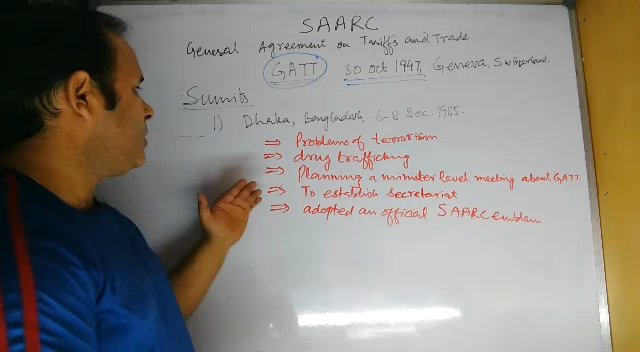 SAARC
General Agreement on Tariffs and Trade
GATT 30 oct 1947, Geneva, Switzerland.
Sumits
1) Dhaka, Bangladesh, 6-8 Dec. 1985.
⇒ Problems of terrorism.
⇒ drug trafficking
⇒ Planning a minister level meeting about GATT.
⇒ To establish secretariat
⇒ adopted an official SAARC emblem.